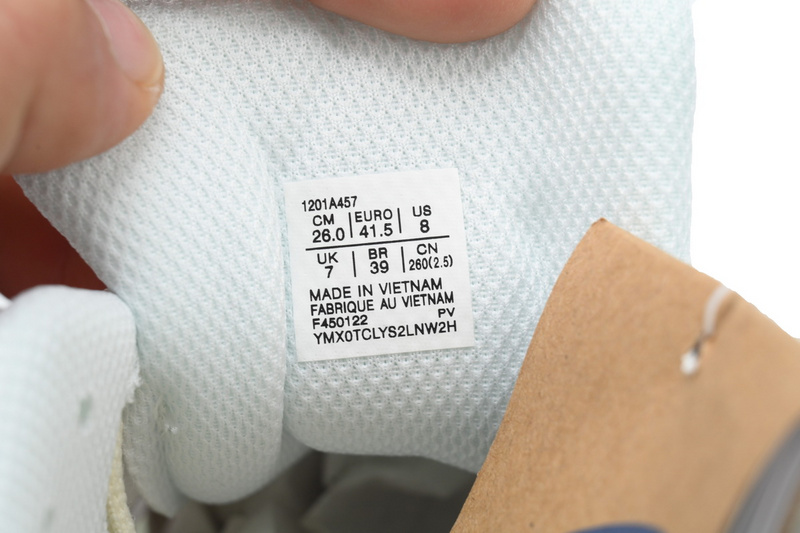 1201A457
CM EURO US
26.0 41.5 8
UK BR CN
7 39 260(2.5)
MADE IN VIETNAM
FABRIQUE AU VIETNAM
F450122 PV
YMX0TCLYS2LNW2H